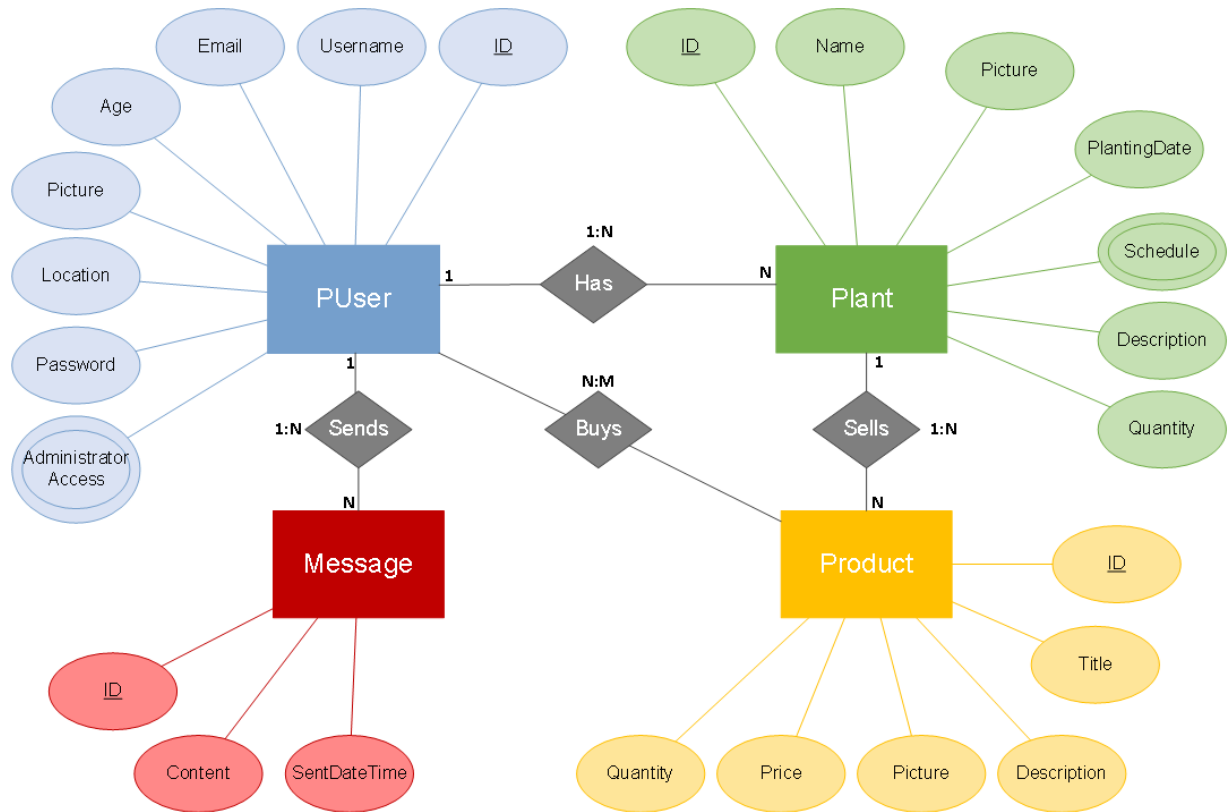 Email
Username
ID
ID
Name
Picture
Age
PlantingDate
Picture
1:N
Schedule
Location
PUser
1
Has
N
Plant
Description
Password
1
N:M
1
Quantity
1:N
Sends
Buys
Sells
1:N
Administrator
Access
N
N
Message
Product
ID
Title
ID
Content
SentDateTime
Quantity
Price
Picture
Description